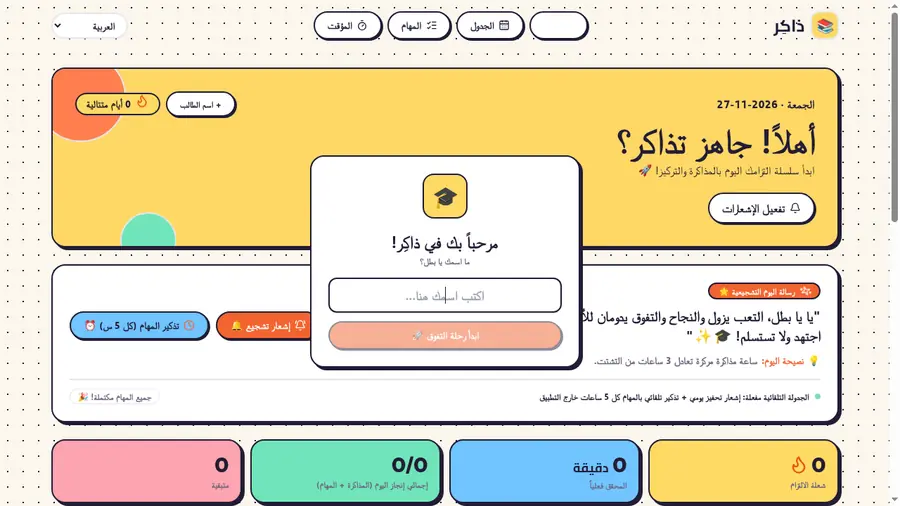 ذاكِر
الجدول
المهام
المؤقت
العربية
الجمعة · 27-11-2026
+ اسم الطالب
0 أيام متتالية
أهلاً! جاهز تذاكر؟
ابدأ سلسلة التزامك اليوم بالمذاكرة والتركيز! 🚀
تفعيل الإشعارات
مرحباً بك في ذاكِر!
ما اسمك يا بطل؟
اكتب اسمك هنا...
ابدأ رحلة التفوق 🚀
رسالة اليوم التشجيعية 🌟
"يا يا بطل، التعب يزول والنجاح والتفوق يدومان
اجتهد ولا تستسلم! 🎓✨"
إشعار تشجيع 🔔
تذكير المهام (كل 5 س) ⏰
💡 نصيحة اليوم: ساعة مذاكرة مركزة تعادل 3 ساعات من التشتت.
الجدولة التلقائية مفعلة: إشعار تحفيز يومي + تذكير تلقائي بالمهام كل 5 ساعات خارج التطبيق
جميع المهام مكتملة! 🎉
0
شعلة الالتزام
0 دقيقة
المحقق فعلياً
0/0
إجمالي إنجاز اليوم (المذاكرة + المهام)
0
متبقية